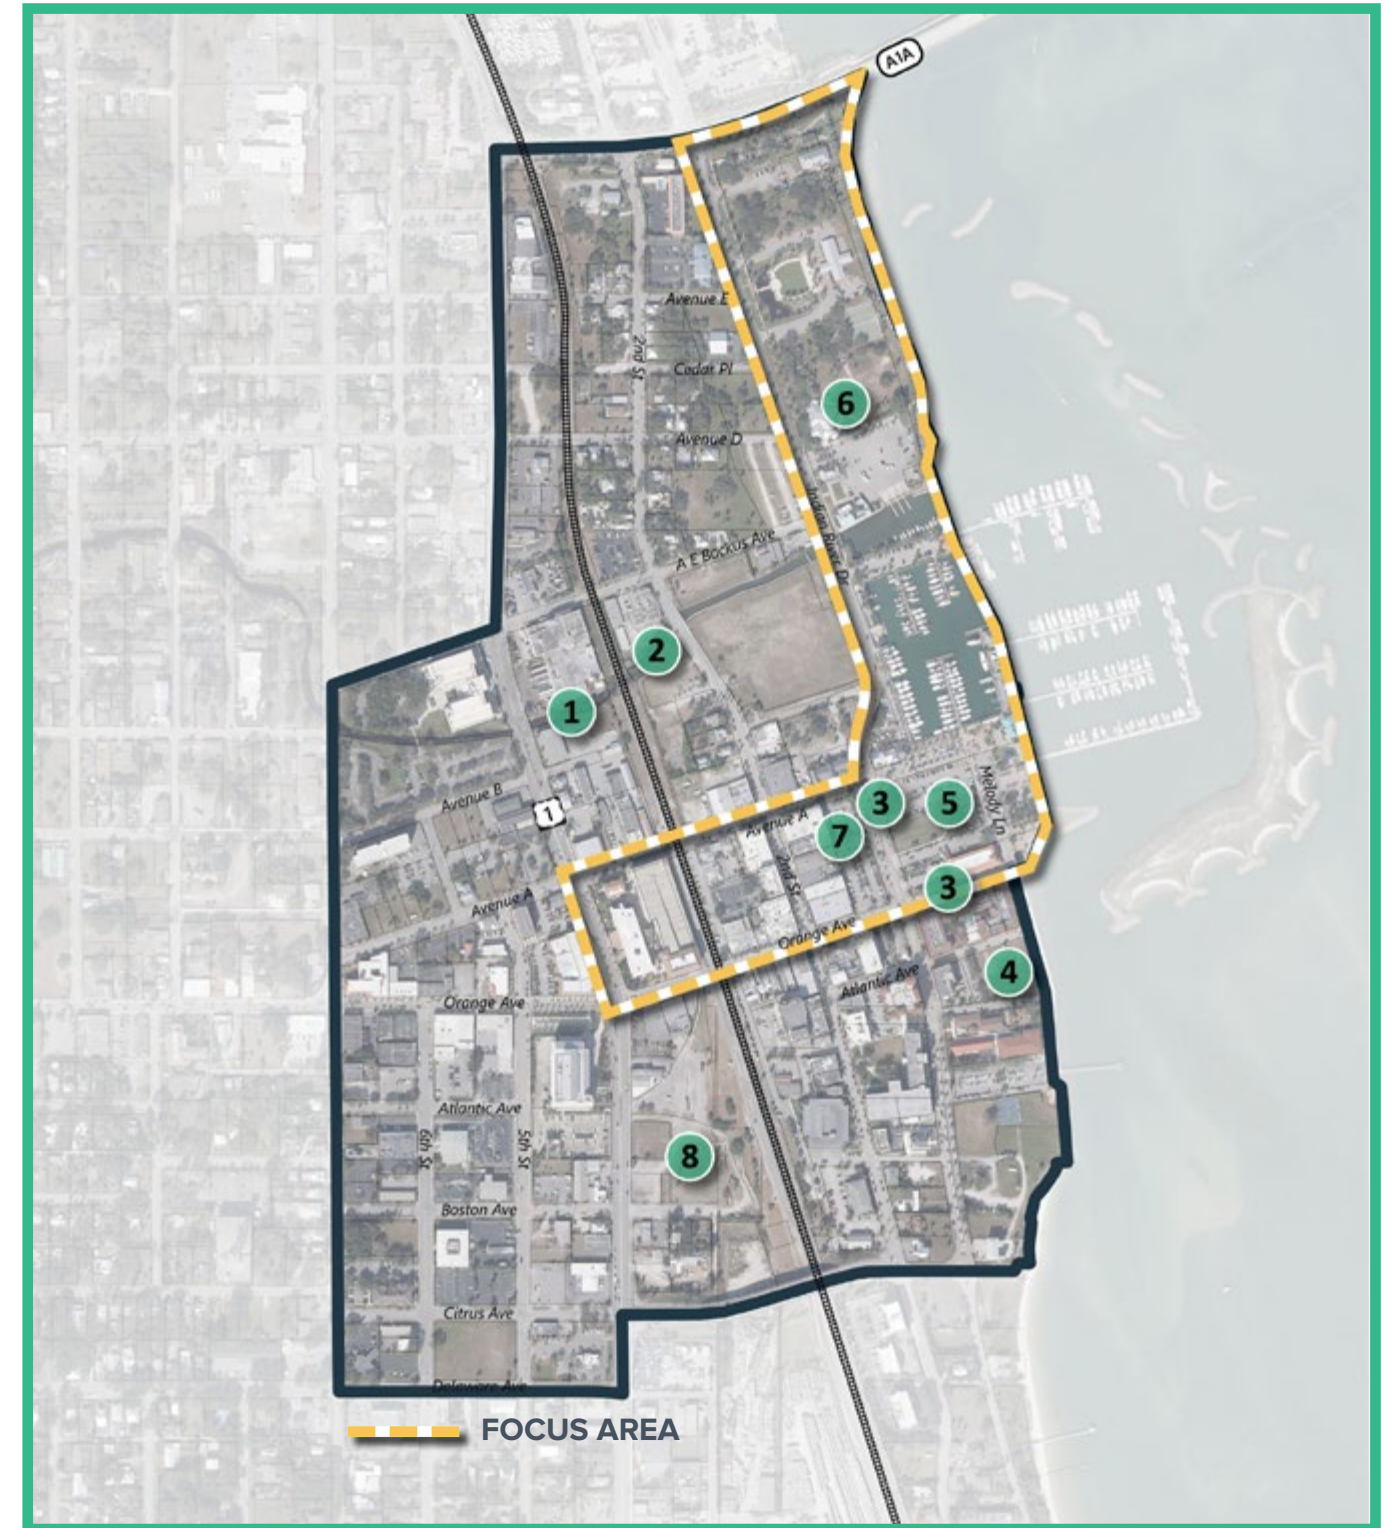 A1A
Avenue E
2nd St
Cedar Pl
6
Avenue D
Indian River Dr
A E Backus Ave
2
1
Melody Ln
Avenue B
1
3
5
Avenue A
7
2nd St
3
Avenue A
Orange Ave
4
Atlantic Ave
Orange Ave
Atlantic Ave
6th St
5th St
8
Boston Ave
Citrus Ave
Delaware Ave
FOCUS AREA